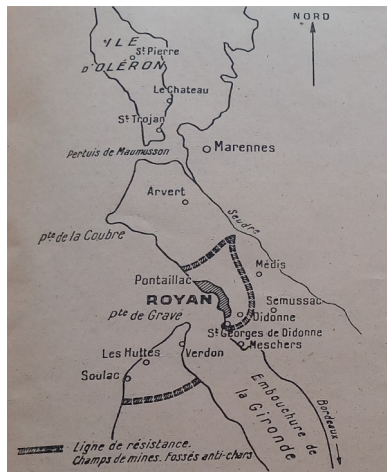 NORD
ILE
St Pierre
D'OLÉRON
Le Chateau
St Trojan
Marennes
Pertuis de Maumusson
Arvert
Seudre
Pte de la Coubre
Médis
Pontaillac
ROYAN
Semussac
Pte de Grave
Didonne
St Georges de Didonne
Meschers
Les Huttes
Verdon
Soulac
Embouchure de
la Gironde
Bordeaux
Ligne de résistance.
Champs de mines. Fossés anti-chars